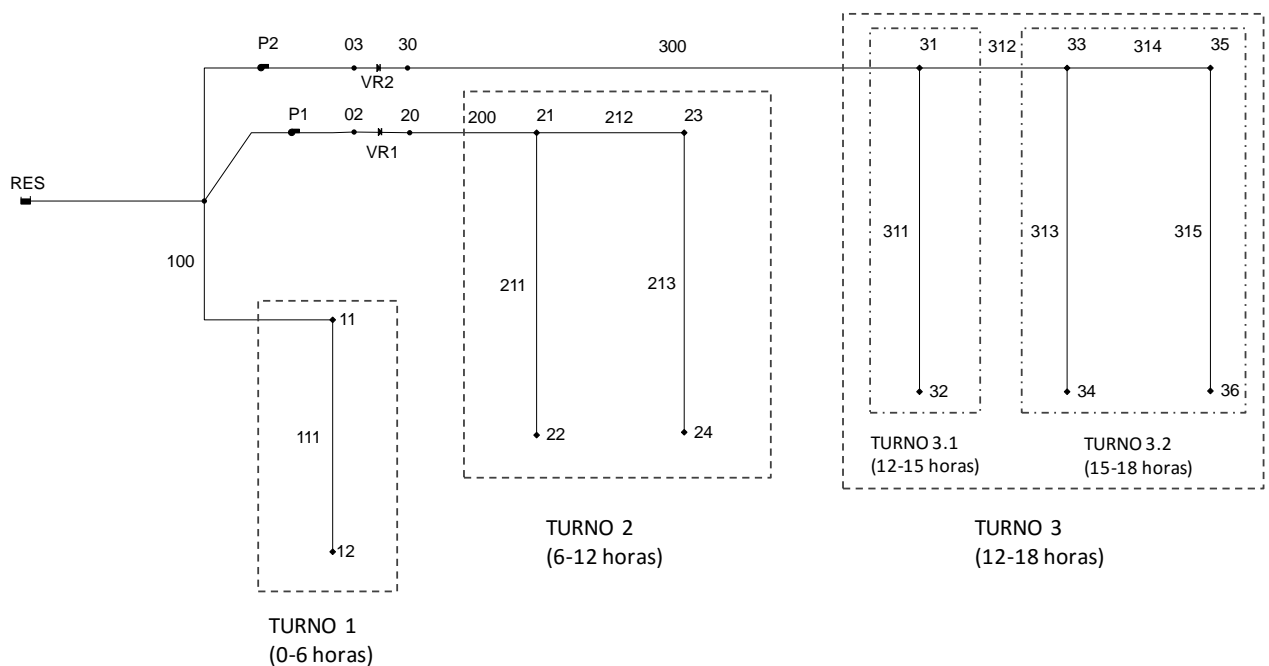 P2
03
30
300
31
312
33
314
35
VR2
P1
02
20
200
21
212
23
VR1
RES
100
211
213
311
313
315
11
111
12
22
24
32
34
36
TURNO 1
(0-6 horas)
TURNO 2
(6-12 horas)
TURNO 3.1
(12-15 horas)
TURNO 3.2
(15-18 horas)
TURNO 3
(12-18 horas)